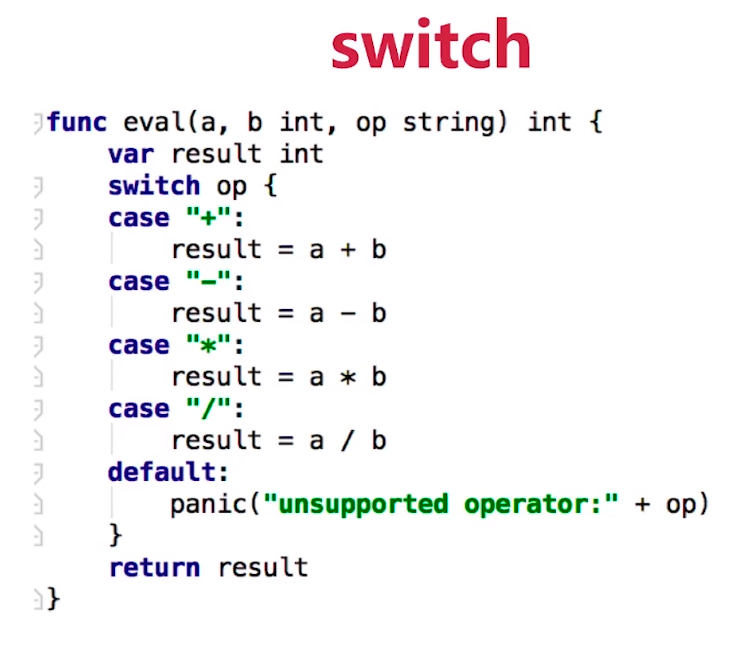 switch
func eval(a, b int, op string) int {
    var result int
    switch op {
    case "+":
        result = a + b
    case "-":
        result = a - b
    case "*":
        result = a * b
    case "/":
        result = a / b
    default:
        panic("unsupported operator:" + op)
    }
    return result
}